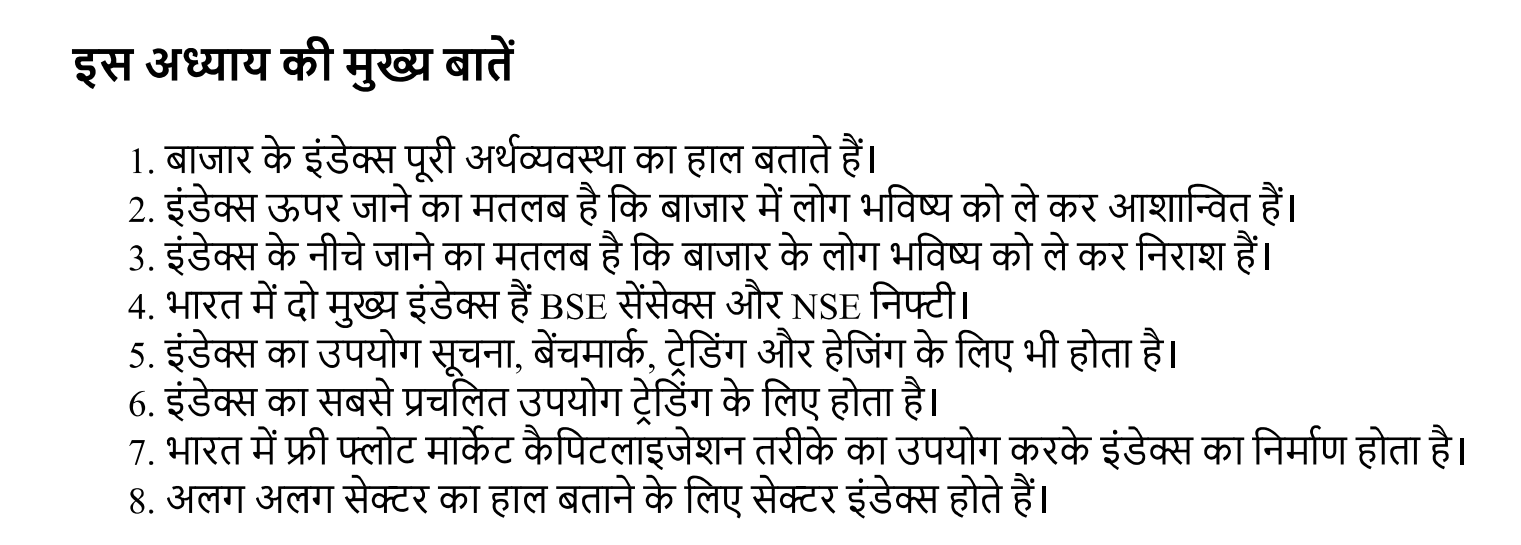 इस अध्याय की मुख्य बातें
1. बाजार के इंडेक्स पूरी अर्थव्यवस्था का हाल बताते हैं।
2. इंडेक्स ऊपर जाने का मतलब है कि बाजार में लोग भविष्य को ले कर आशान्वित हैं।
3. इंडेक्स के नीचे जाने का मतलब है कि बाजार के लोग भविष्य को ले कर निराश हैं।
4. भारत में दो मुख्य इंडेक्स हैं BSE सेंसेक्स और NSE निफ्टी।
5. इंडेक्स का उपयोग सूचना, बेंचमार्क, ट्रेडिंग और हेजिंग के लिए भी होता है।
6. इंडेक्स का सबसे प्रचलित उपयोग ट्रेडिंग के लिए होता है।
7. भारत में फ्री फ्लोट मार्केट कैपिटलाइजेशन तरीके का उपयोग करके इंडेक्स का निर्माण होता है।
8. अलग अलग सेक्टर का हाल बताने के लिए सेक्टर इंडेक्स होते हैं।